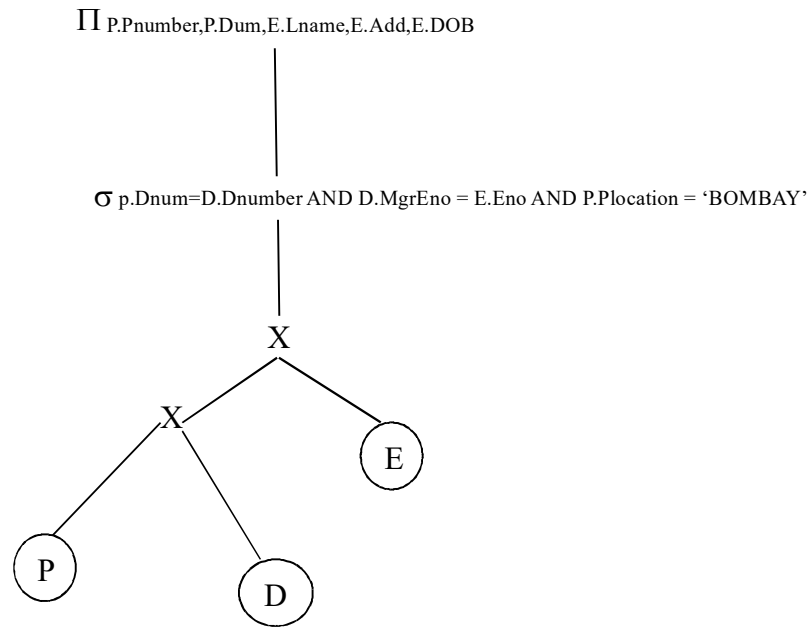 Π P.Pnumber,P.Dum,E.Lname,E.Add,E.DOB
σ p.Dnum=D.Dnumber AND D.MgrEno = E.Eno AND P.Plocation = ‘BOMBAY’
X
X
E
P
D